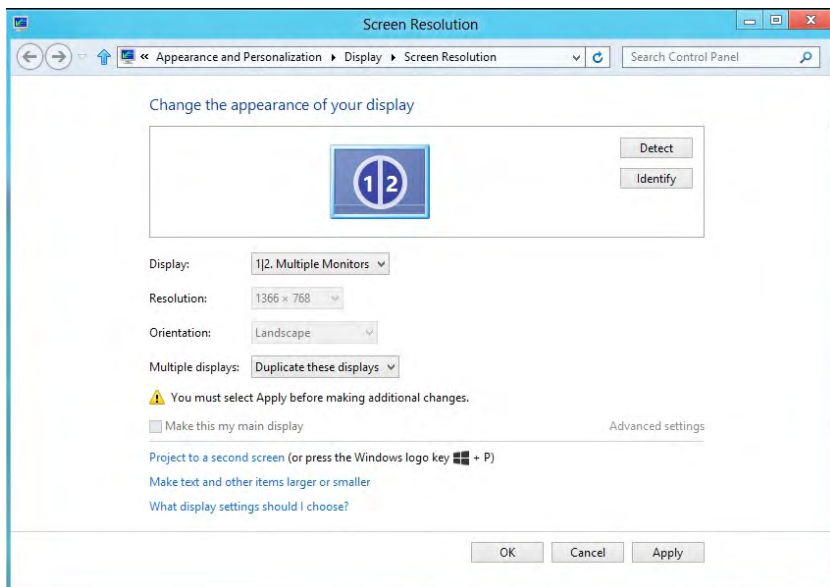 Screen Resolution
« Appearance and Personalization ▸ Display ▸ Screen Resolution Search Control Panel
Change the appearance of your display
Detect
1 2
Identify
Display: 1|2. Multiple Monitors
Resolution: 1366 × 768
Orientation: Landscape
Multiple displays: Duplicate these displays
You must select Apply before making additional changes.
Make this my main display Advanced settings
Project to a second screen (or press the Windows logo key + P)
Make text and other items larger or smaller
What display settings should I choose?
OK Cancel Apply